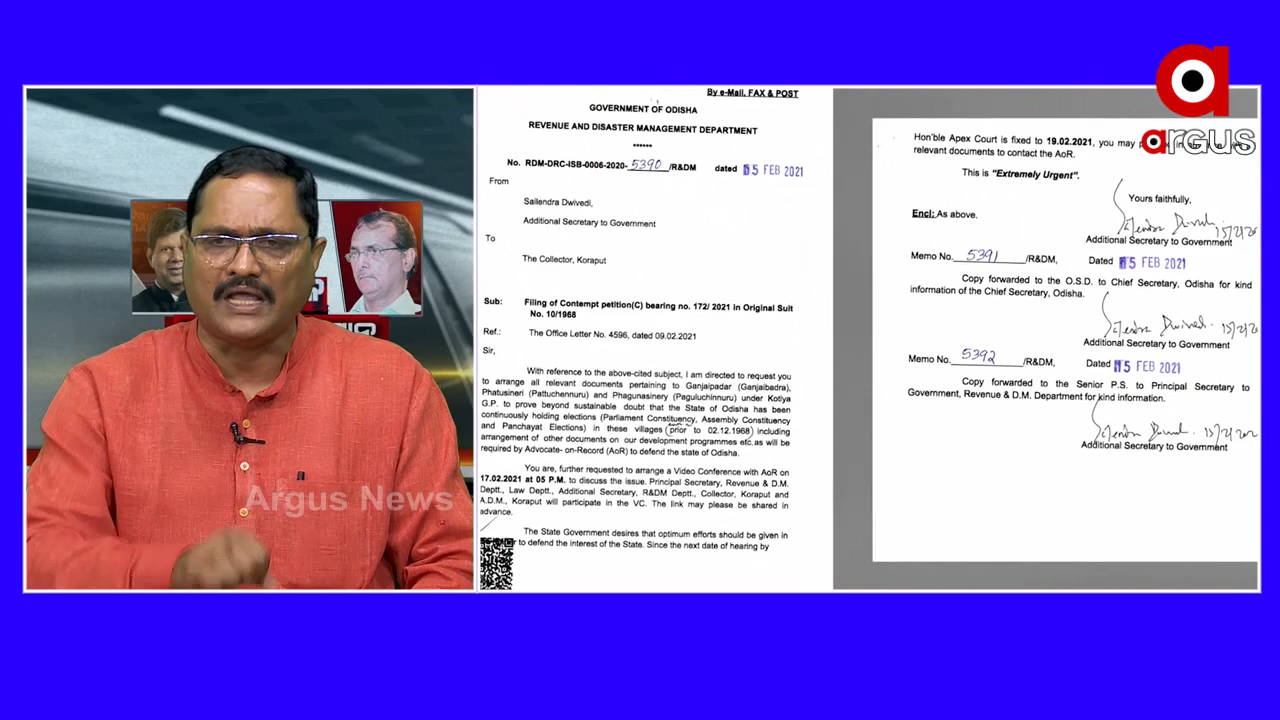 By e-Mail, FAX & POST
GOVERNMENT OF ODISHA
REVENUE AND DISASTER MANAGEMENT DEPARTMENT
******
No. RDM-DRC-ISB-0006-2020-5390/R&DM dated 15 FEB 2021
From
Sailendra Dwivedi,
Additional Secretary to Government
To
The Collector, Koraput
Sub: Filing of Contempt petition(C) bearing no. 172/ 2021 in Original Suit
No. 10/1968
Ref.: The Office Letter No. 4596, dated 09.02.2021
Sir,
With reference to the above-cited subject, I am directed to request you
to arrange all relevant documents pertaining to Ganjaipadar (Ganjaibadra),
Phatusineri (Pattuchennuru) and Phagunasinery (Paguluchinnuru) under Kotiya
G.P. to prove beyond sustainable doubt that the State of Odisha has been
continuously holding elections (Parliament Constituency, Assembly Constituency
and Panchayat Elections) in these villages (prior to 02.12.1968) including
arrangement of other documents on our development programmes etc. as will be
required by Advocate- on-Record (AoR) to defend the state of Odisha.
You are, further requested to arrange a Video Conference with AoR on
17.02.2021 at 05 P.M. to discuss the issue. Principal Secretary, Revenue & D.M.
Deptt., Law Deptt., Additional Secretary, R&DM Deptt., Collector, Koraput and
A.D.M., Koraput will participate in the VC. The link may please be shared in
advance.
The State Government desires that optimum efforts should be given in
to defend the interest of the State. Since the next date of hearing by
Hon'ble Apex Court is fixed to 19.02.2021, you may
relevant documents to contact the AoR.
This is "Extremely Urgent".
Yours faithfully,
Additional Secretary to Government
Encl: As above.
Memo No. 5391 /R&DM, Dated 15 FEB 2021
Copy forwarded to the O.S.D. to Chief Secretary, Odisha for kind
information of the Chief Secretary, Odisha.
Additional Secretary to Government
Memo No. 5392 /R&DM, Dated 15 FEB 2021
Copy forwarded to the Senior P.S. to Principal Secretary to
Government, Revenue & D.M. Department for kind information.
Additional Secretary to Government
argus
Argus News